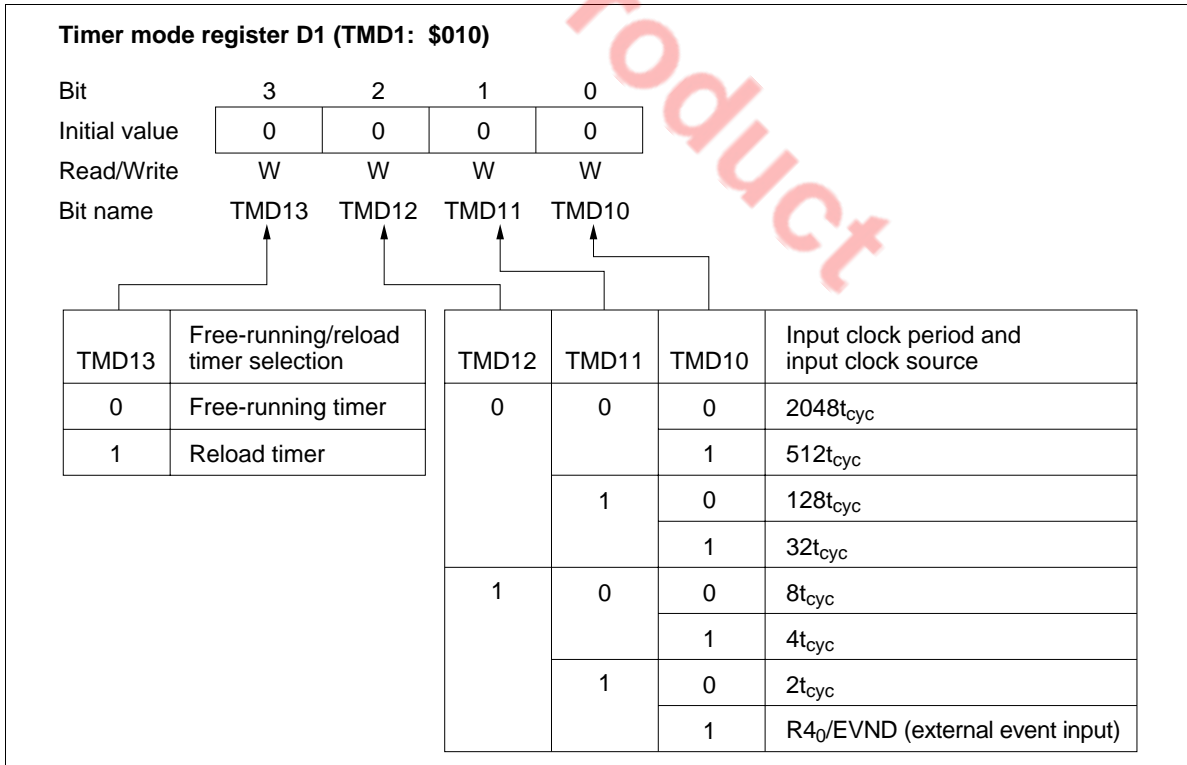 Timer mode register D1 (TMD1: $010)
Bit 3 2 1 0
Initial value 0 0 0 0
Read/Write W W W W
Bit name TMD13 TMD12 TMD11 TMD10
TMD13 Free-running/reload timer selection
0 Free-running timer
1 Reload timer
TMD12 TMD11 TMD10 Input clock period and input clock source
0 0 0 2048tcyc
1 512tcyc
1 0 128tcyc
1 32tcyc
1 0 0 8tcyc
1 4tcyc
1 0 2tcyc
1 R40/EVND (external event input)
roduct